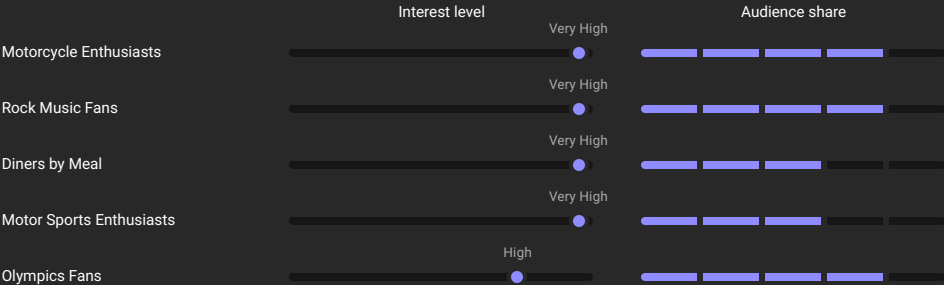 Interest level Audience share
Very High
Motorcycle Enthusiasts
Very High
Rock Music Fans
Very High
Diners by Meal
Very High
Motor Sports Enthusiasts
High
Olympics Fans